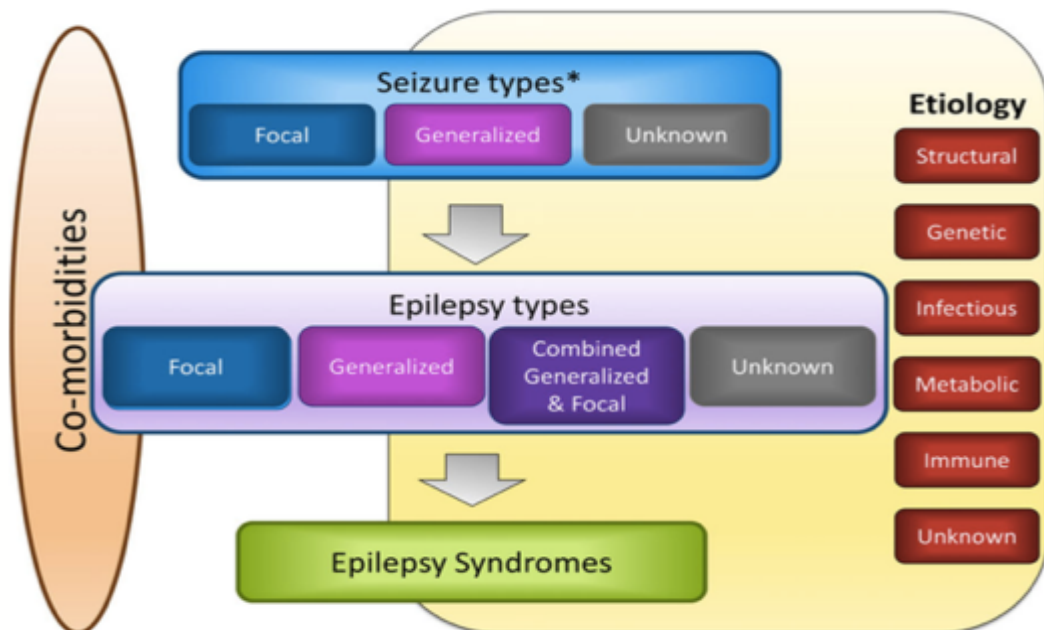 Co-morbidities
Seizure types*
Focal
Generalized
Unknown
Epilepsy types
Focal
Generalized
Combined
Generalized
& Focal
Unknown
Epilepsy Syndromes
Etiology
Structural
Genetic
Infectious
Metabolic
Immune
Unknown